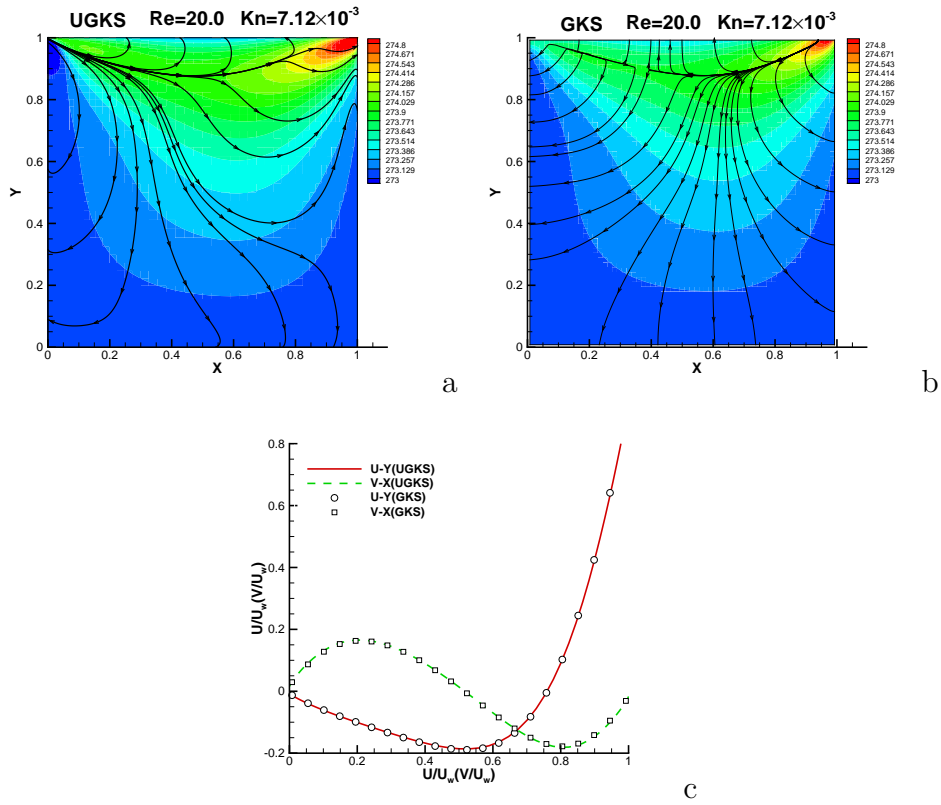 UGKS Re=20.0 Kn=7.12×10⁻³
Y
1
0.8
0.6
0.4
0.2
0
0 0.2 0.4 0.6 0.8 1
X
274.8
274.671
274.543
274.414
274.286
274.157
274.029
273.9
273.771
273.643
273.514
273.386
273.257
273.129
273
a
GKS Re=20.0 Kn=7.12×10⁻³
Y
1
0.8
0.6
0.4
0.2
0
0 0.2 0.4 0.6 0.8 1
X
274.8
274.671
274.543
274.414
274.286
274.157
274.029
273.9
273.771
273.643
273.514
273.386
273.257
273.129
273
b
U/U_w(V/U_w)
0.8
0.6
0.4
0.2
0
-0.2
U-Y(UGKS)
V-X(UGKS)
U-Y(GKS)
V-X(GKS)
0 0.2 0.4 0.6 0.8 1
U/U_w(V/U_w)
c